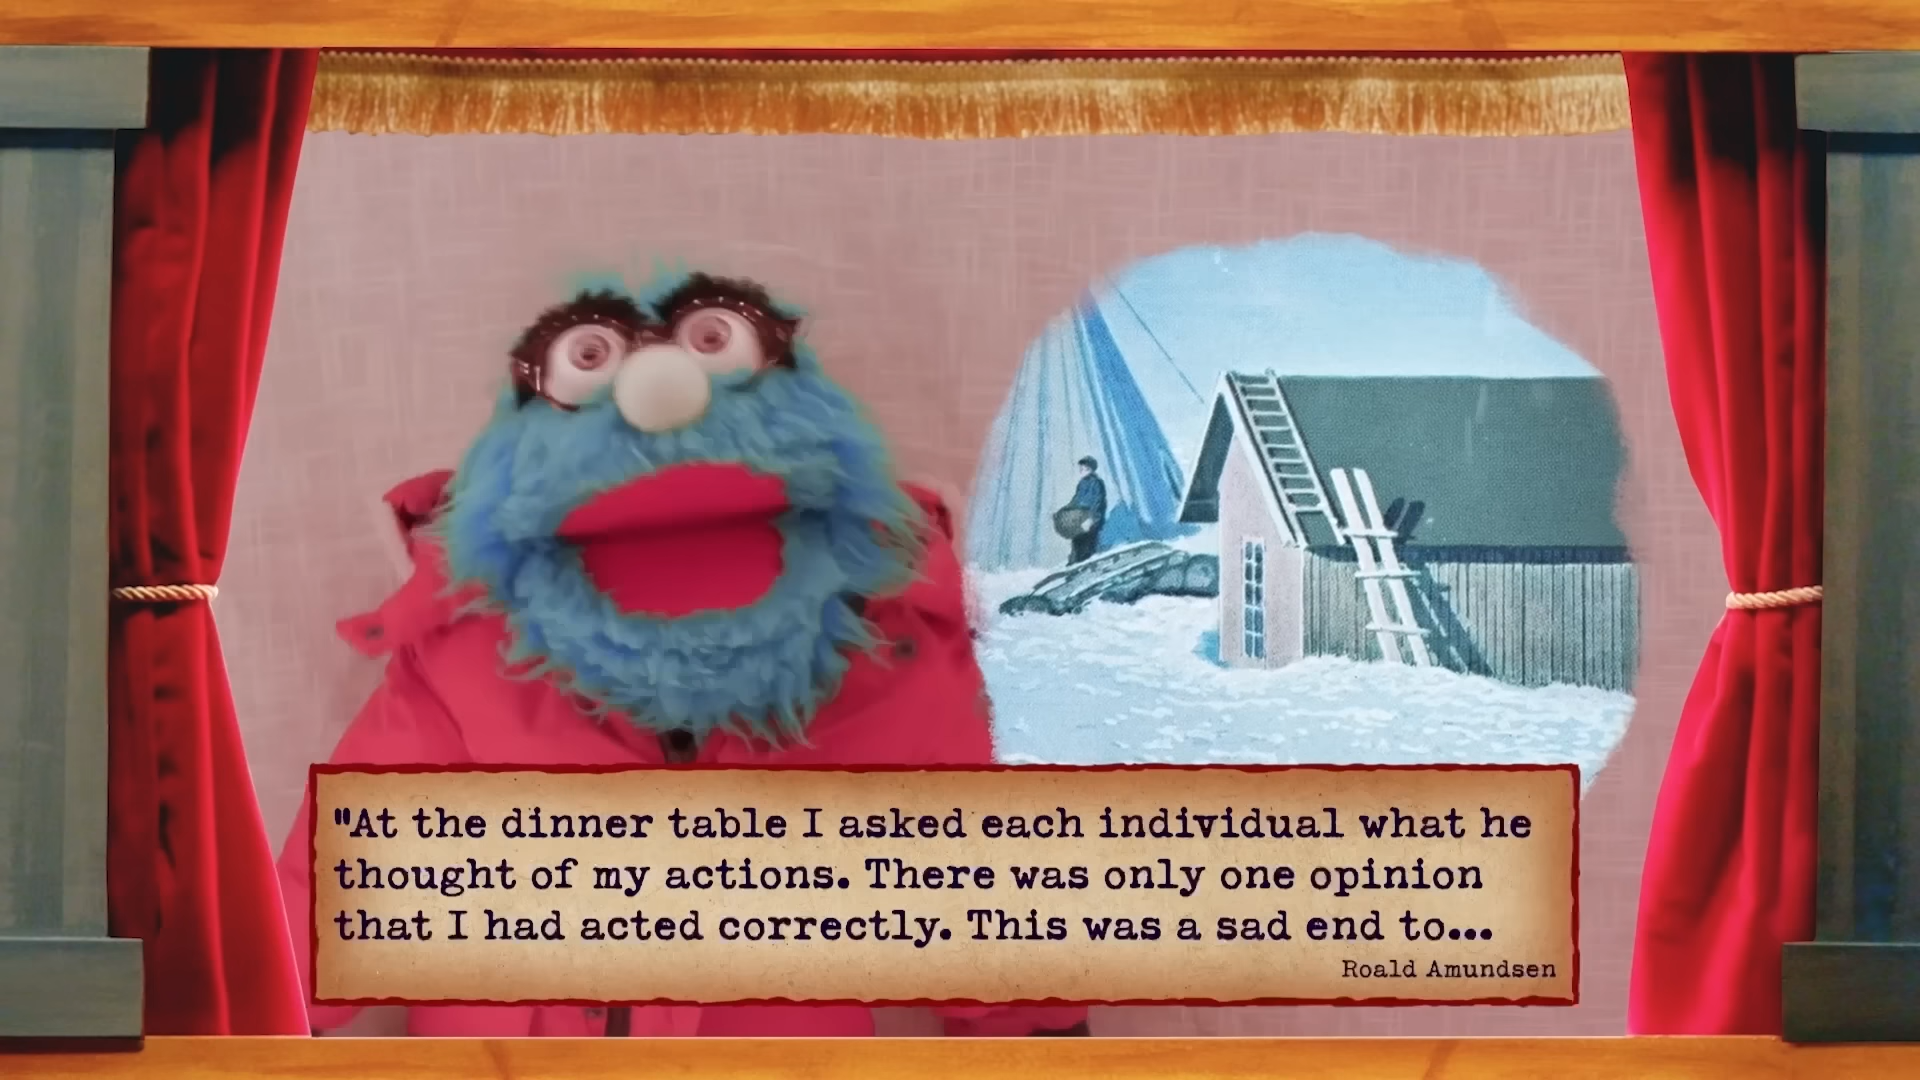 "At the dinner table I asked each individual what he
thought of my actions. There was only one opinion
that I had acted correctly. This was a sad end to...
Roald Amundsen